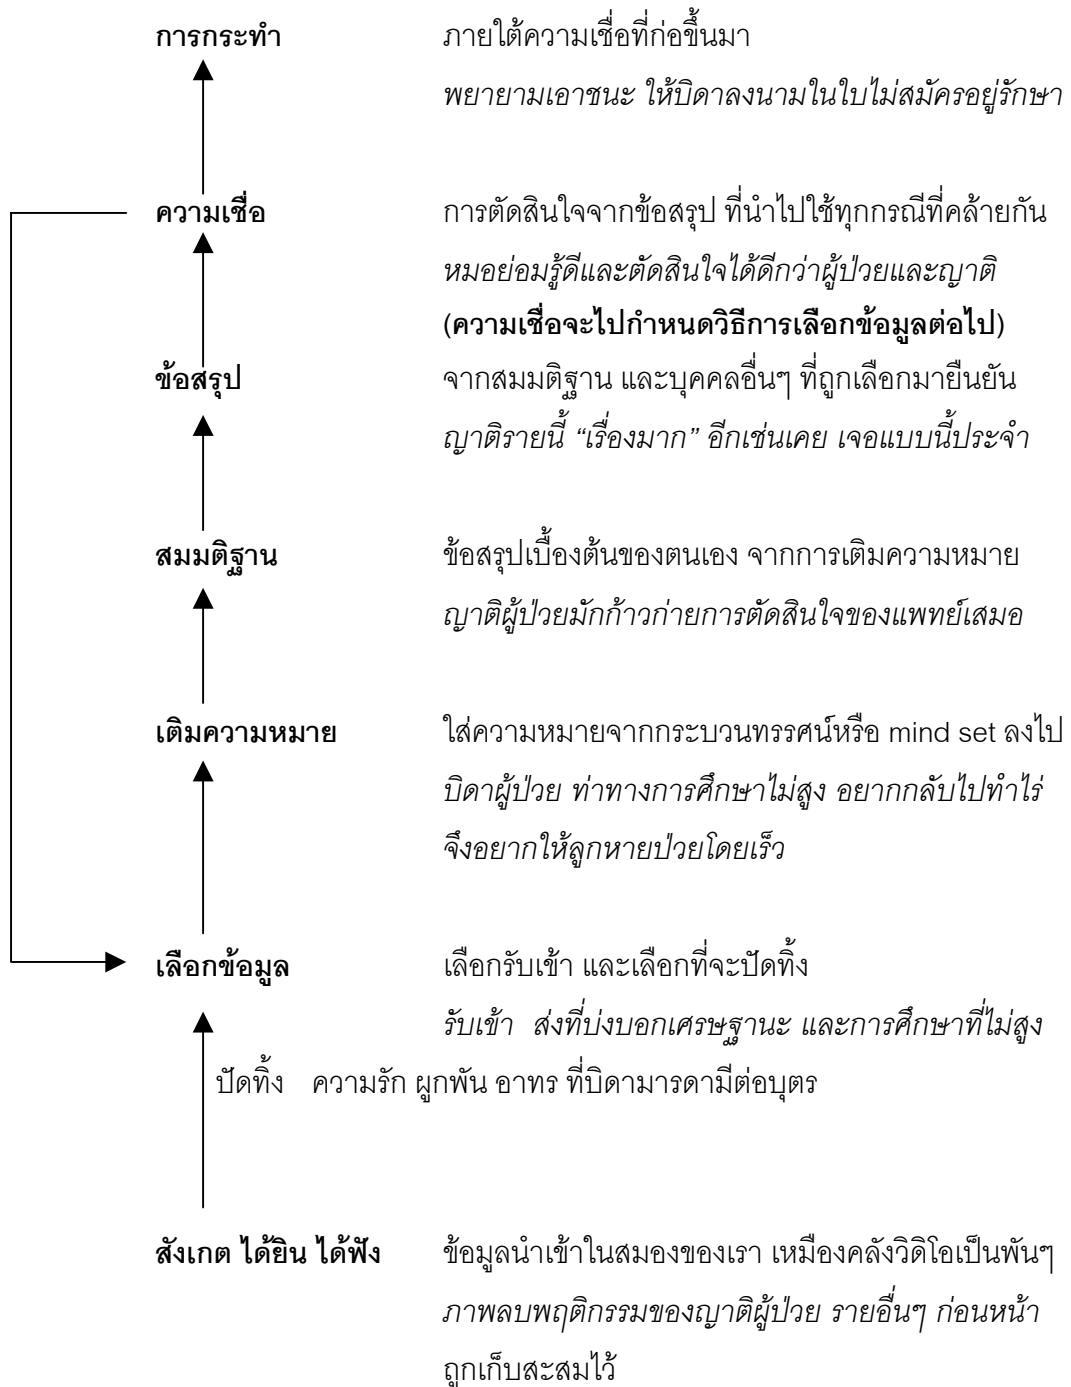 การกระทำ ภายใต้ความเชื่อที่ก่อขึ้นมา
พยายามเอาชนะ ให้บิดาลงนามในใบไม่สมัครอยู่รักษา
ความเชื่อ การตัดสินใจจากข้อสรุป ที่นำไปใช้ทุกกรณีที่คล้ายกัน
หมอย่อมรู้ดีและตัดสินใจได้ดีกว่าผู้ป่วยและญาติ
(ความเชื่อจะไปกำหนดวิธีการเลือกข้อมูลต่อไป)
ข้อสรุป จากสมมติฐาน และบุคคลอื่นๆ ที่ถูกเลือกมายืนยัน
ญาติรายนี้ “เรื่องมาก” อีกเช่นเคย เจอแบบนี้ประจำ
สมมติฐาน ข้อสรุปเบื้องต้นของตนเอง จากการเติมความหมาย
ญาติผู้ป่วยมักก้าวก่ายการตัดสินใจของแพทย์เสมอ
เติมความหมาย ใส่ความหมายจากกระบวนทรรศน์หรือ mind set ลงไป
บิดาผู้ป่วย ท่าทางการศึกษาไม่สูง อยากกลับไปทำไร่
จึงอยากให้ลูกหายป่วยโดยเร็ว
เลือกข้อมูล เลือกรับเข้า และเลือกที่จะปัดทิ้ง
รับเข้า ส่งที่บ่งบอกเศรษฐานะ และการศึกษาที่ไม่สูง
ปัดทิ้ง ความรัก ผูกพัน อาทร ที่บิดามารดามีต่อบุตร
สังเกต ได้ยิน ได้ฟัง ข้อมูลนำเข้าในสมองของเรา เหมืองคลังวิดิโอเป็นพันๆ
ภาพลบพฤติกรรมของญาติผู้ป่วย รายอื่นๆ ก่อนหน้า
ถูกเก็บสะสมไว้